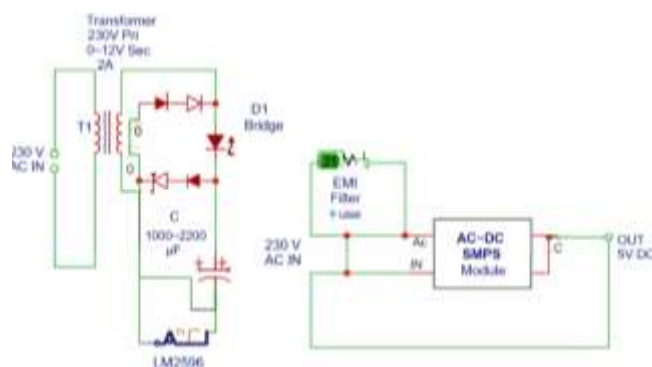 Transformer
230V Pri
0–12V Sec
2A
T1
0
0
D1
Bridge
230 V
AC IN
C
1000–2200
µF
LM2596
EMI
Filter
230 V
AC IN
Ac
IN
AC–DC
SMPS
Module
C
OUT
5V DC